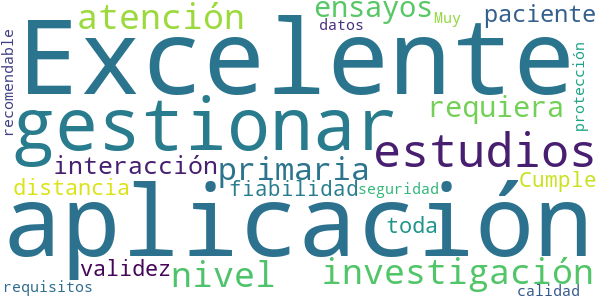 Excelente
aplicación
gestionar
estudios
atención
ensayos
datos
Muy
paciente
recomendable
protección
requiera
interacción
primaria
distancia
fiabilidad
seguridad
Cumple
toda
validez
nivel
investigación
requisitos
calidad